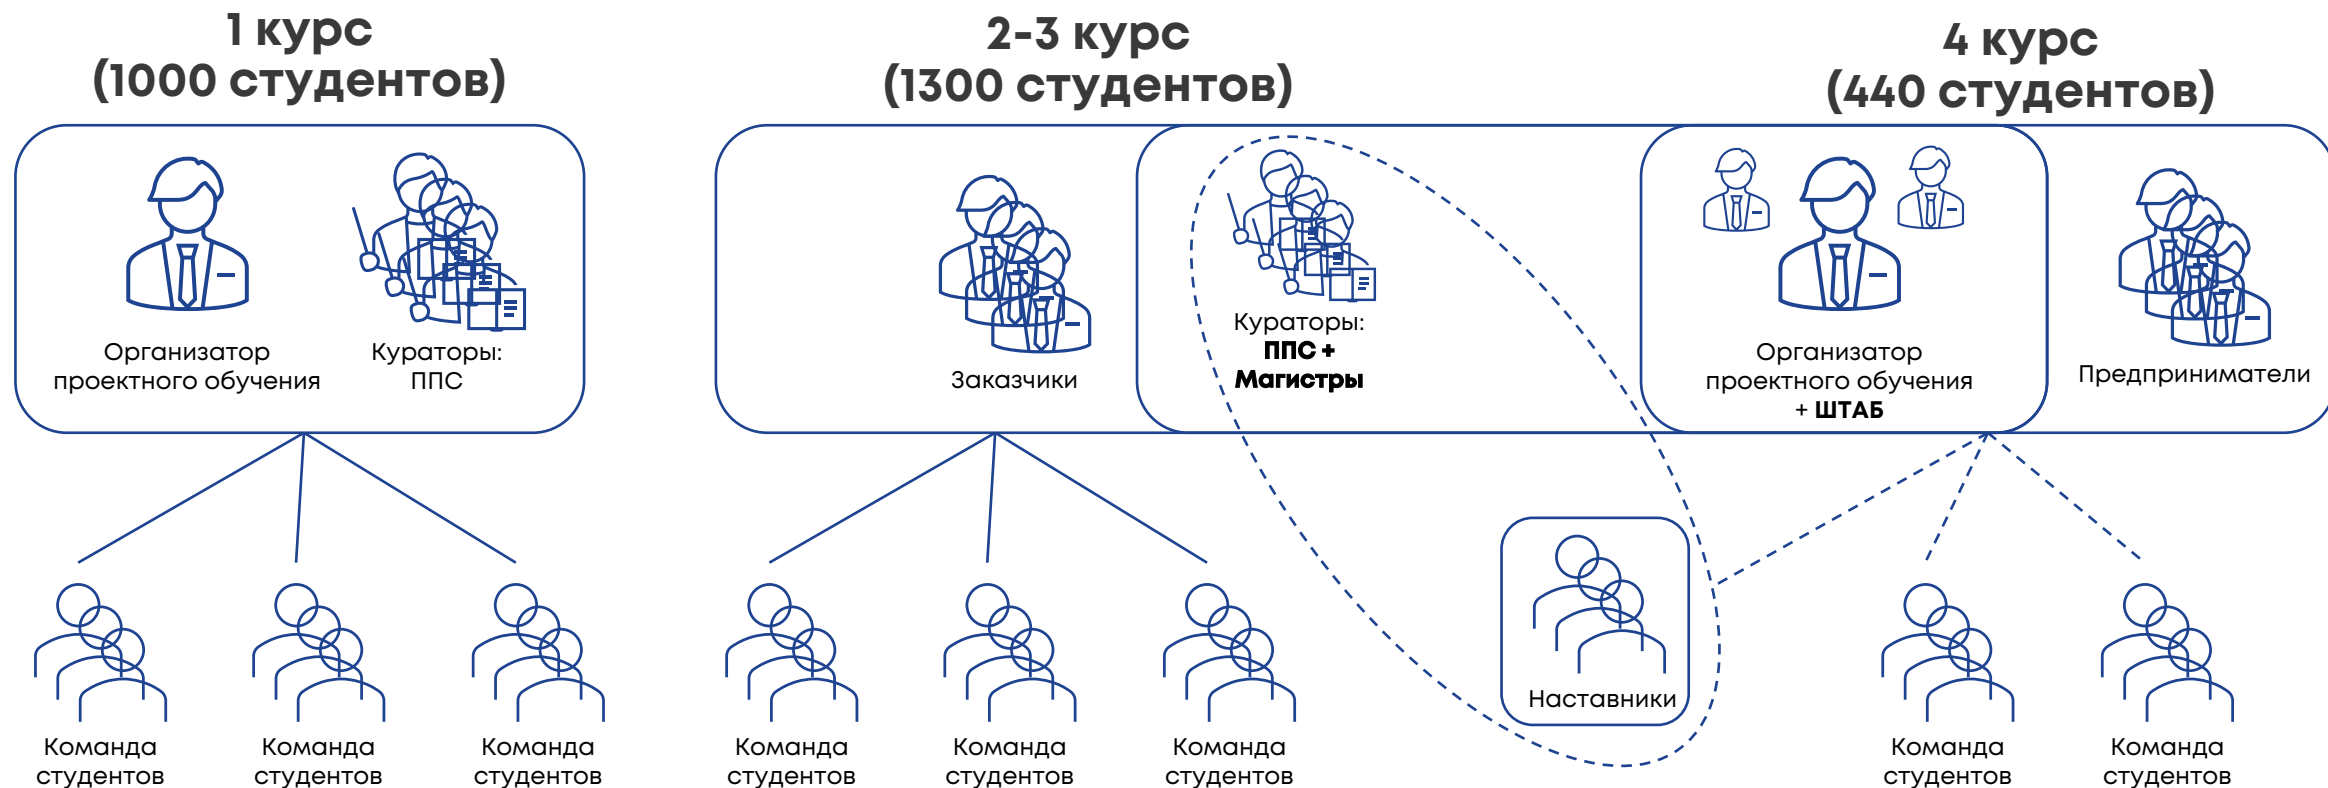 1 курс
(1000 студентов)
2-3 курс
(1300 студентов)
4 курс
(440 студентов)
Организатор
проектного обучения
Кураторы:
ППС
Заказчики
Кураторы:
ППС +
Магистры
Организатор
проектного обучения
+ ШТАБ
Предприниматели
Наставники
Команда
студентов
Команда
студентов
Команда
студентов
Команда
студентов
Команда
студентов
Команда
студентов
Команда
студентов
Команда
студентов